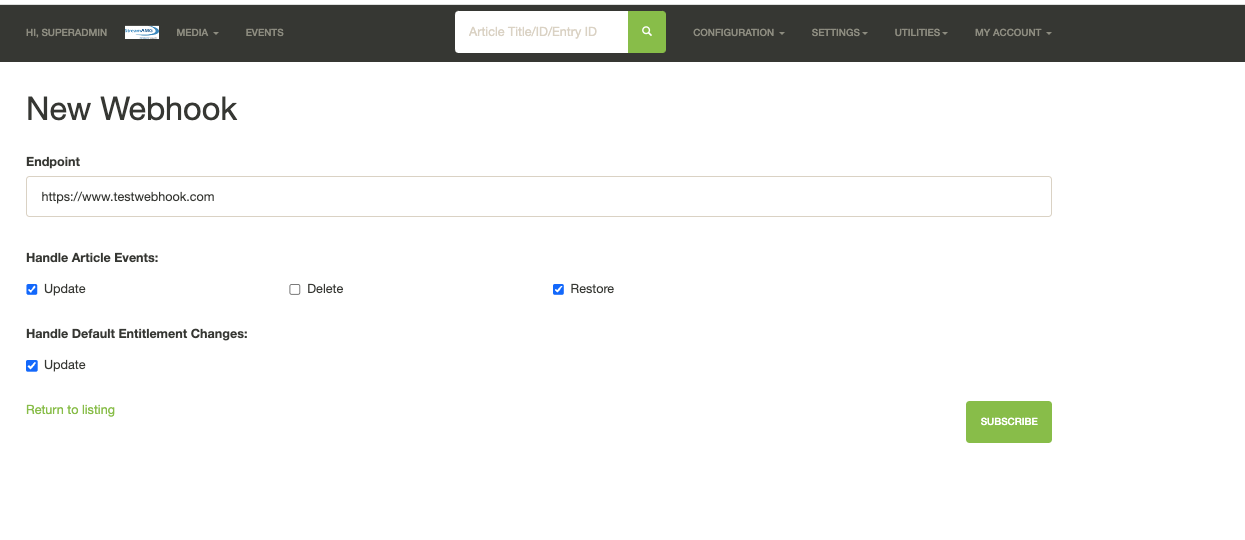 HI, SUPERADMIN StreamAMG MEDIA EVENTS Article Title/ID/Entry ID CONFIGURATION SETTINGS UTILITIES MY ACCOUNT
New Webhook
Endpoint
https://www.testwebhook.com
Handle Article Events:
Update Delete Restore
Handle Default Entitlement Changes:
Update
Return to listing SUBSCRIBE